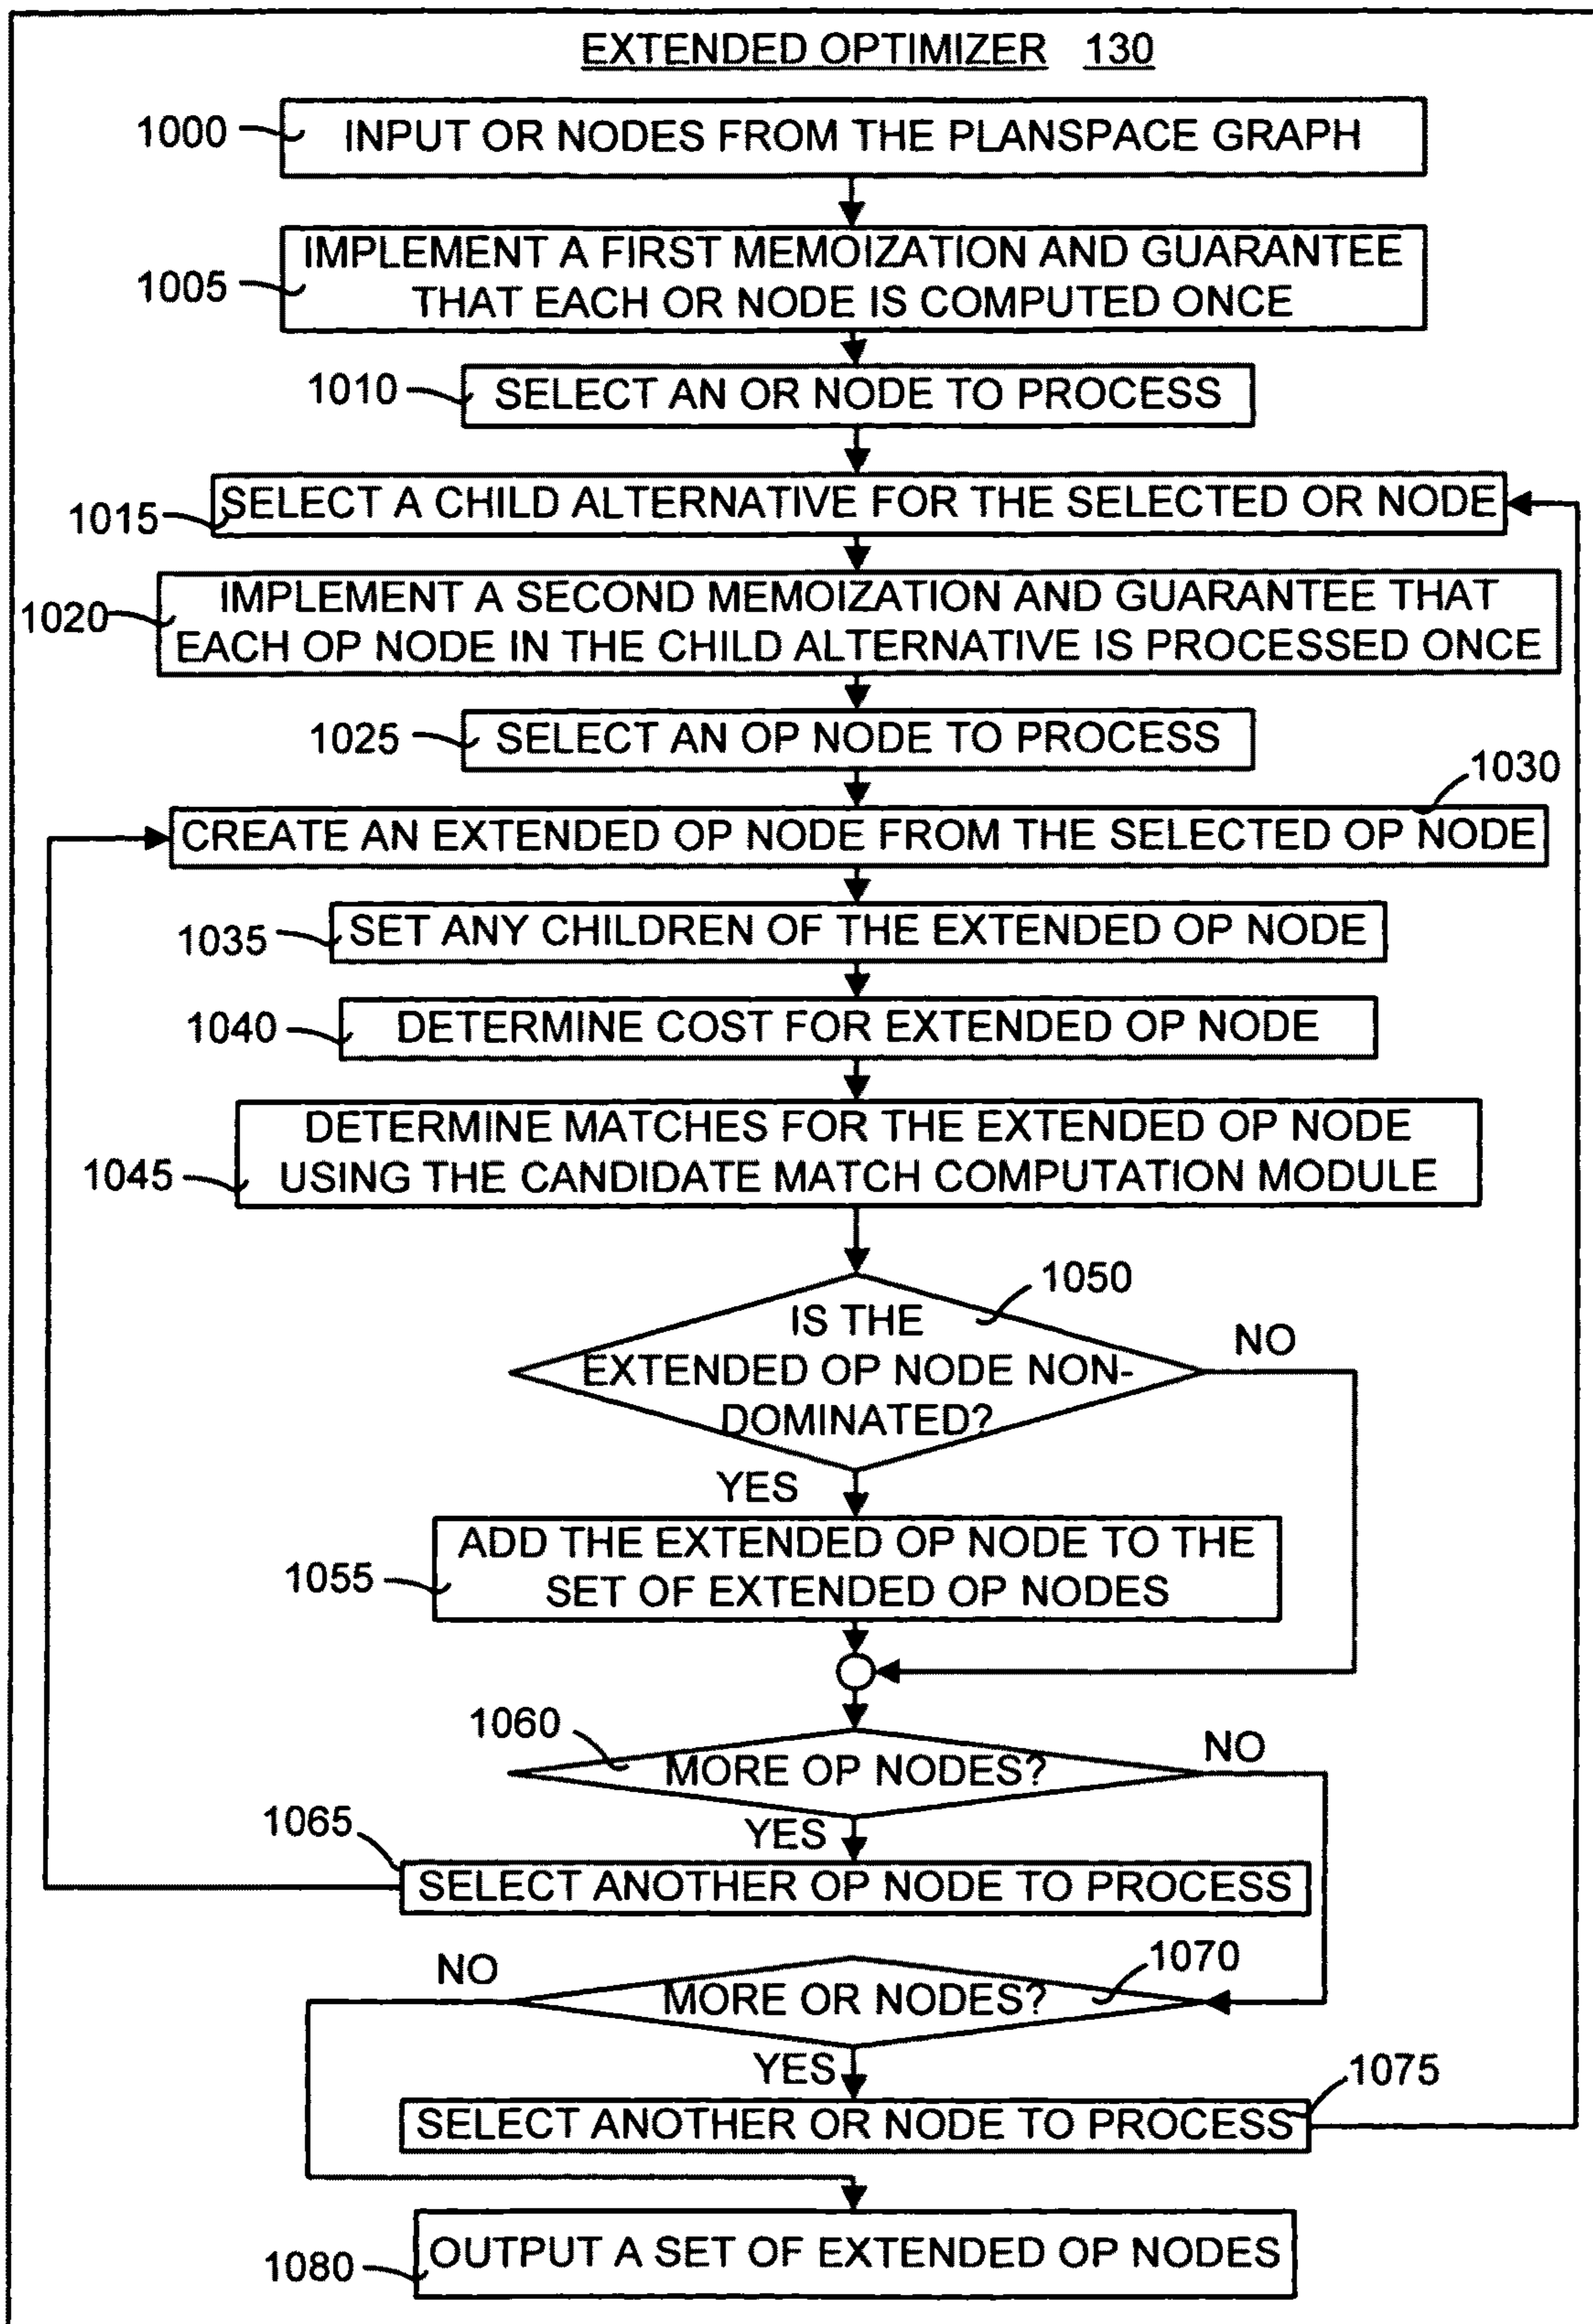 EXTENDED OPTIMIZER 130
1000
INPUT OR NODES FROM THE PLANSPACE GRAPH
1005
IMPLEMENT A FIRST MEMOIZATION AND GUARANTEE
THAT EACH OR NODE IS COMPUTED ONCE
1010
SELECT AN OR NODE TO PROCESS
1015
SELECT A CHILD ALTERNATIVE FOR THE SELECTED OR NODE
1020
IMPLEMENT A SECOND MEMOIZATION AND GUARANTEE THAT
EACH OP NODE IN THE CHILD ALTERNATIVE IS PROCESSED ONCE
1025
SELECT AN OP NODE TO PROCESS
1030
CREATE AN EXTENDED OP NODE FROM THE SELECTED OP NODE
1035
SET ANY CHILDREN OF THE EXTENDED OP NODE
1040
DETERMINE COST FOR EXTENDED OP NODE
1045
DETERMINE MATCHES FOR THE EXTENDED OP NODE
USING THE CANDIDATE MATCH COMPUTATION MODULE
1050
IS THE
EXTENDED OP NODE NON-
DOMINATED?
NO
YES
1055
ADD THE EXTENDED OP NODE TO THE
SET OF EXTENDED OP NODES
1060
MORE OP NODES?
NO
YES
1065
SELECT ANOTHER OP NODE TO PROCESS
NO
1070
MORE OR NODES?
YES
1075
SELECT ANOTHER OR NODE TO PROCESS
1080
OUTPUT A SET OF EXTENDED OP NODES